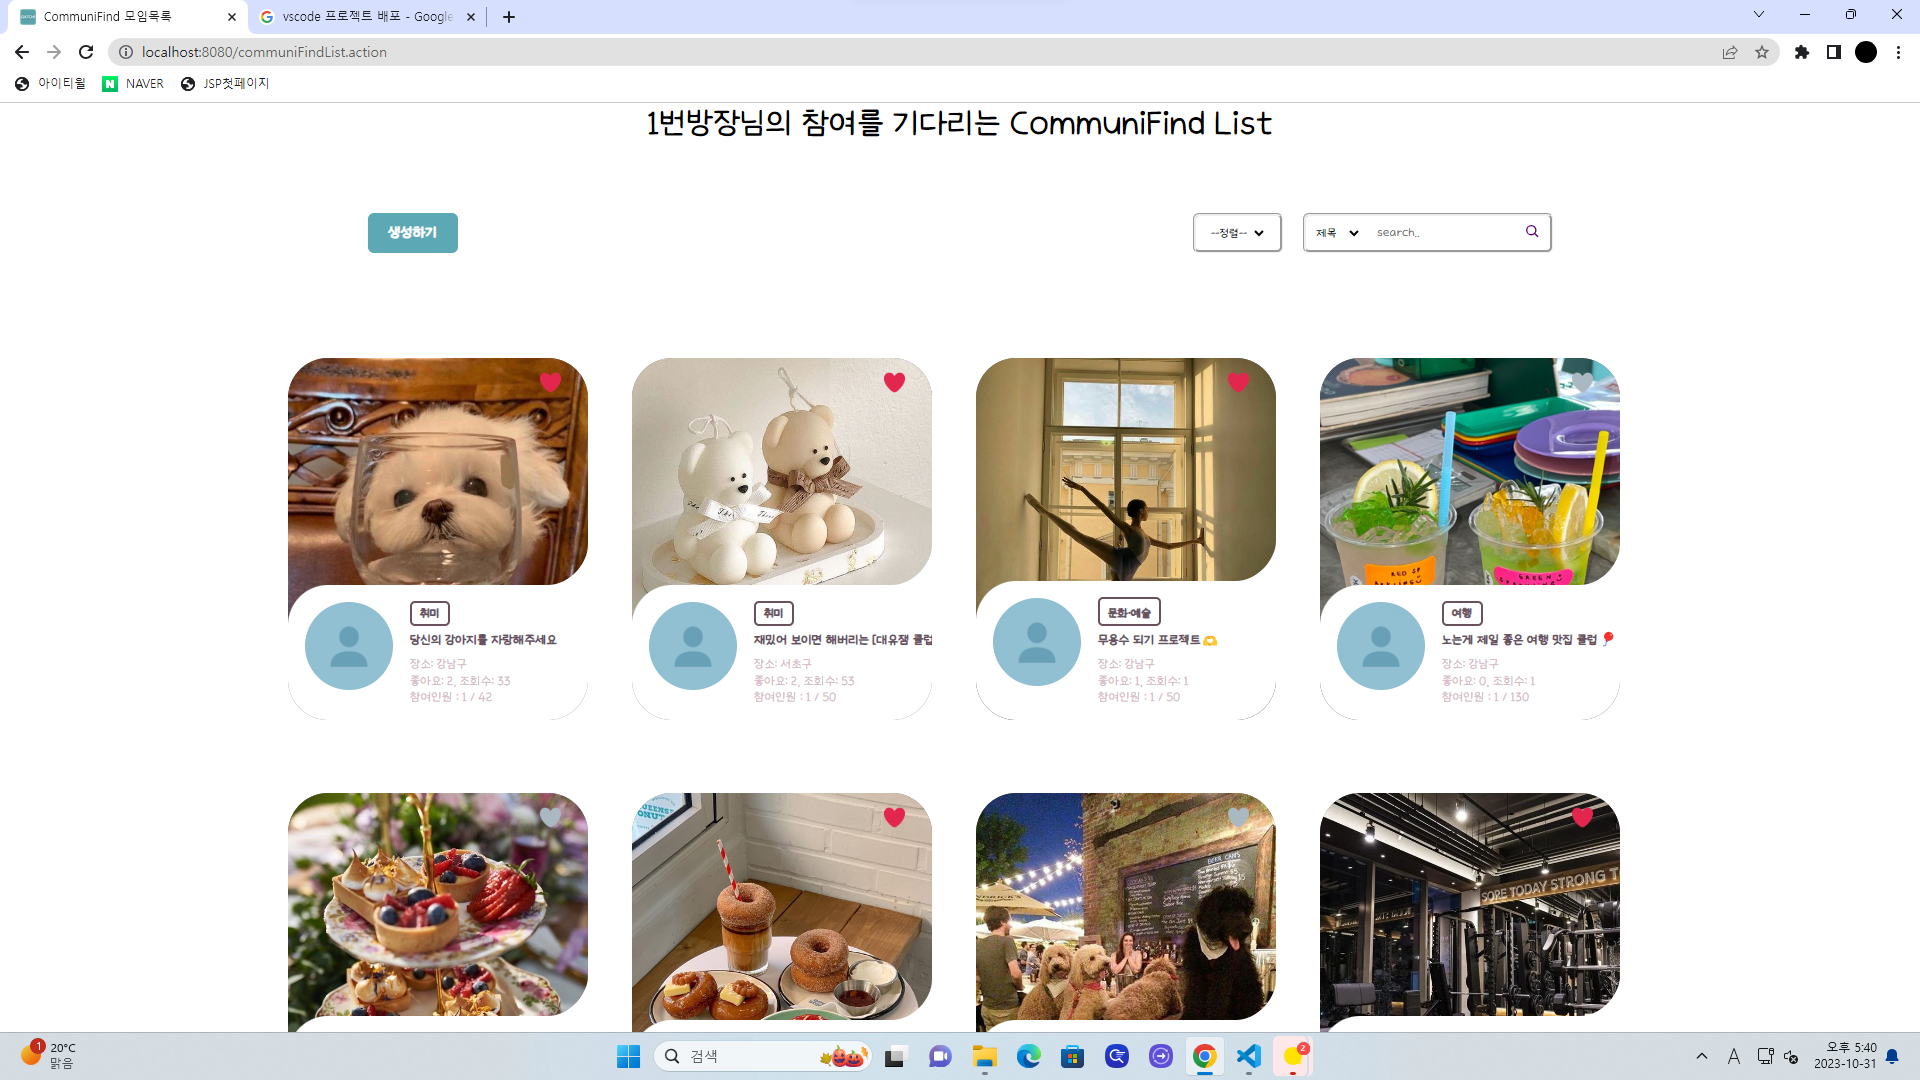 CommuniFind 모임목록
vscode 프로젝트 배포 - Google
localhost:8080/communiFindList.action
아이티윌
NAVER
JSP첫페이지
1번방장님의 참여를 기다리는 CommuniFind List
생성하기
--정렬--
제목
search..
취미
당신의 강아지를 자랑해주세요
장소: 강남구
좋아요: 2, 조회수: 33
참여인원 : 1 / 42
취미
재밌어 보이면 해버리는 [대유잼 클럽
장소: 서초구
좋아요: 2, 조회수: 53
참여인원 : 1 / 50
문화·예술
무용수 되기 프로젝트 🫶
장소: 강남구
좋아요: 1, 조회수: 1
참여인원 : 1 / 50
여행
노는게 제일 좋은 여행 맛집 클럽 🎈
장소: 강남구
좋아요: 0, 조회수: 1
참여인원 : 1 / 130
BEER CANS
SORE TODAY STRONG T
1
20°C
맑음
검색
2
A
오후 5:40
2023-10-31